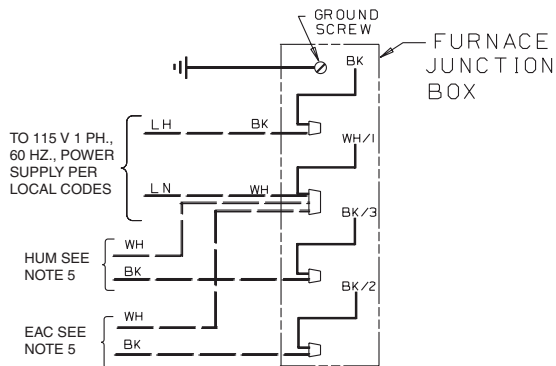 GROUND
SCREW
FURNACE
JUNCTION
BOX
BK
LH BK
TO 115 V 1 PH.,
60 HZ., POWER
SUPPLY PER
LOCAL CODES
WH/1
LN WH
BK/3
WH
HUM SEE
NOTE 5
BK
BK/2
WH
EAC SEE
NOTE 5
BK